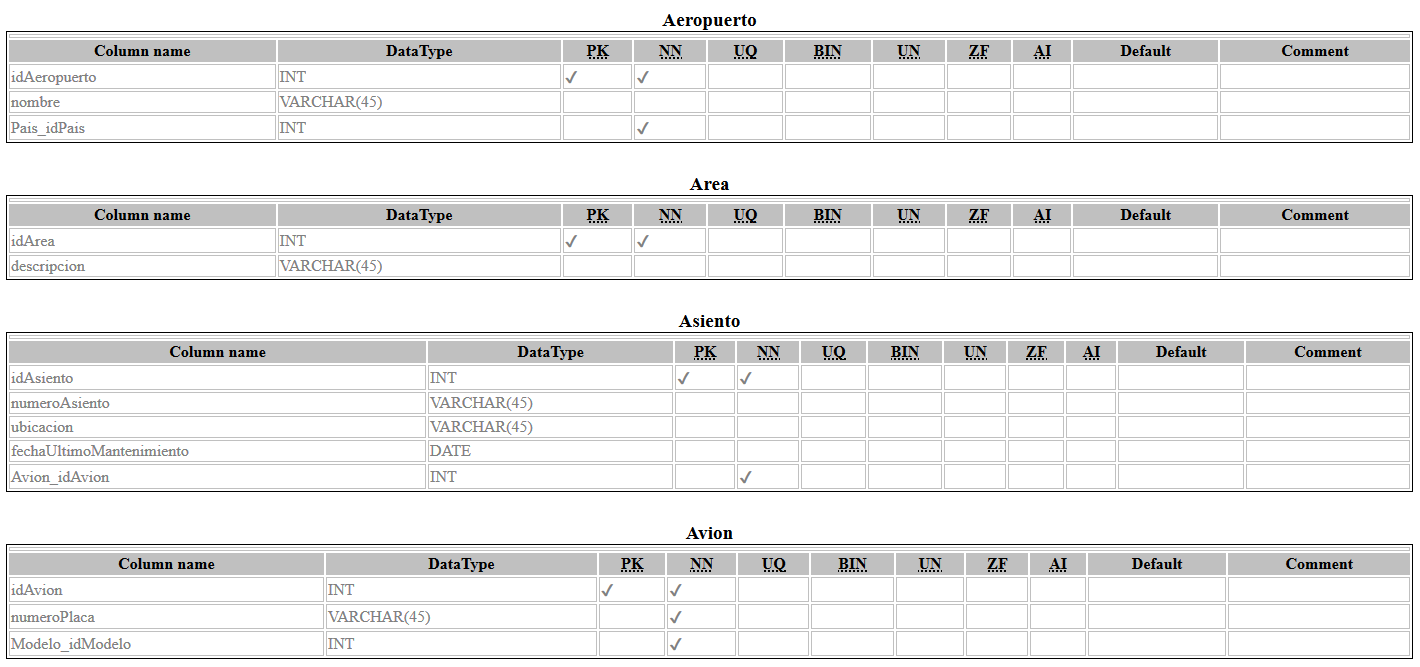 Aeropuerto
Column name DataType PK NN UQ BIN UN ZF AI Default Comment
idAeropuerto INT ✓ ✓
nombre VARCHAR(45)
Pais_idPais INT ✓
Area
Column name DataType PK NN UQ BIN UN ZF AI Default Comment
idArea INT ✓ ✓
descripcion VARCHAR(45)
Asiento
Column name DataType PK NN UQ BIN UN ZF AI Default Comment
idAsiento INT ✓ ✓
numeroAsiento VARCHAR(45)
ubicacion VARCHAR(45)
fechaUltimoMantenimiento DATE
Avion_idAvion INT ✓
Avion
Column name DataType PK NN UQ BIN UN ZF AI Default Comment
idAvion INT ✓ ✓
numeroPlaca VARCHAR(45) ✓
Modelo_idModelo INT ✓